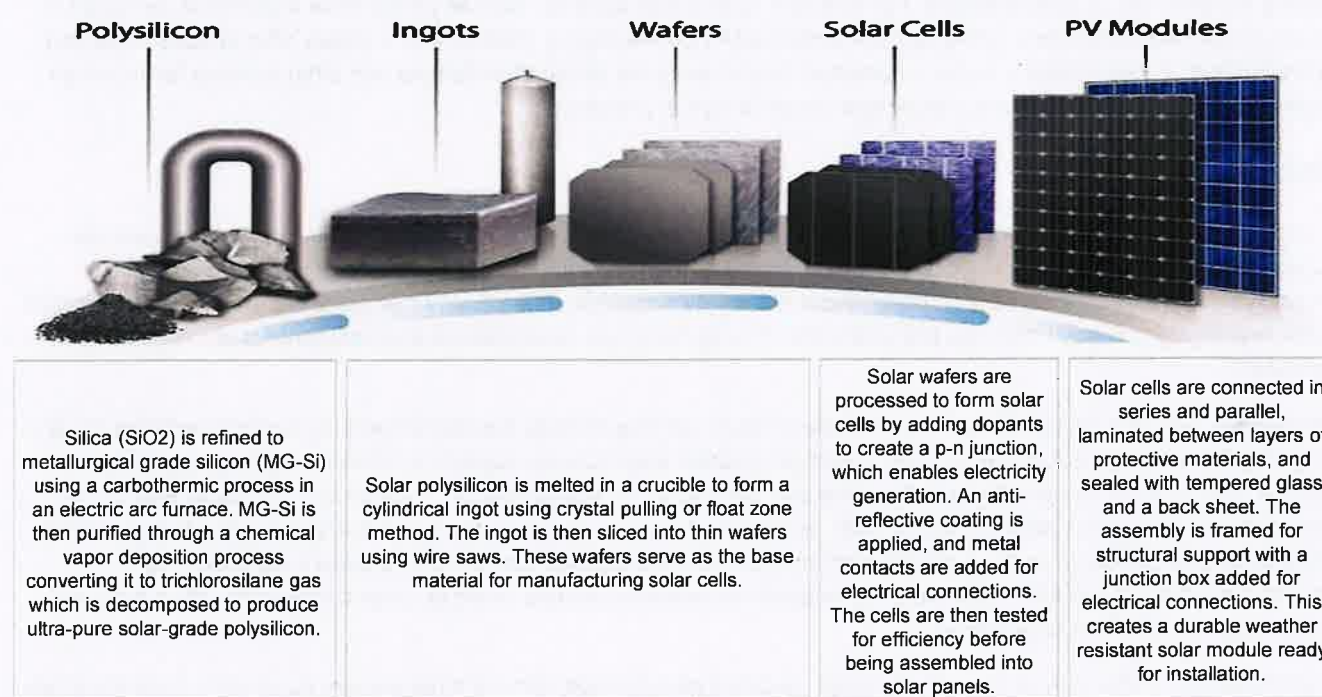 Polysilicon
Ingots
Wafers
Solar Cells
PV Modules
Silica (SiO2) is refined to
metallurgical grade silicon (MG-Si)
using a carbothermic process in
an electric arc furnace. MG-Si is
then purified through a chemical
vapor deposition process
converting it to trichlorosilane gas
which is decomposed to produce
ultra-pure solar-grade polysilicon.
Solar polysilicon is melted in a crucible to form a
cylindrical ingot using crystal pulling or float zone
method. The ingot is then sliced into thin wafers
using wire saws. These wafers serve as the base
material for manufacturing solar cells.
Solar wafers are
processed to form solar
cells by adding dopants
to create a p-n junction,
which enables electricity
generation. An anti-
reflective coating is
applied, and metal
contacts are added for
electrical connections.
The cells are then tested
for efficiency before
being assembled into
solar panels.
Solar cells are connected in
series and parallel,
laminated between layers of
protective materials, and
sealed with tempered glass
and a back sheet. The
assembly is framed for
structural support with a
junction box added for
electrical connections. This
creates a durable weather
resistant solar module ready
for installation.